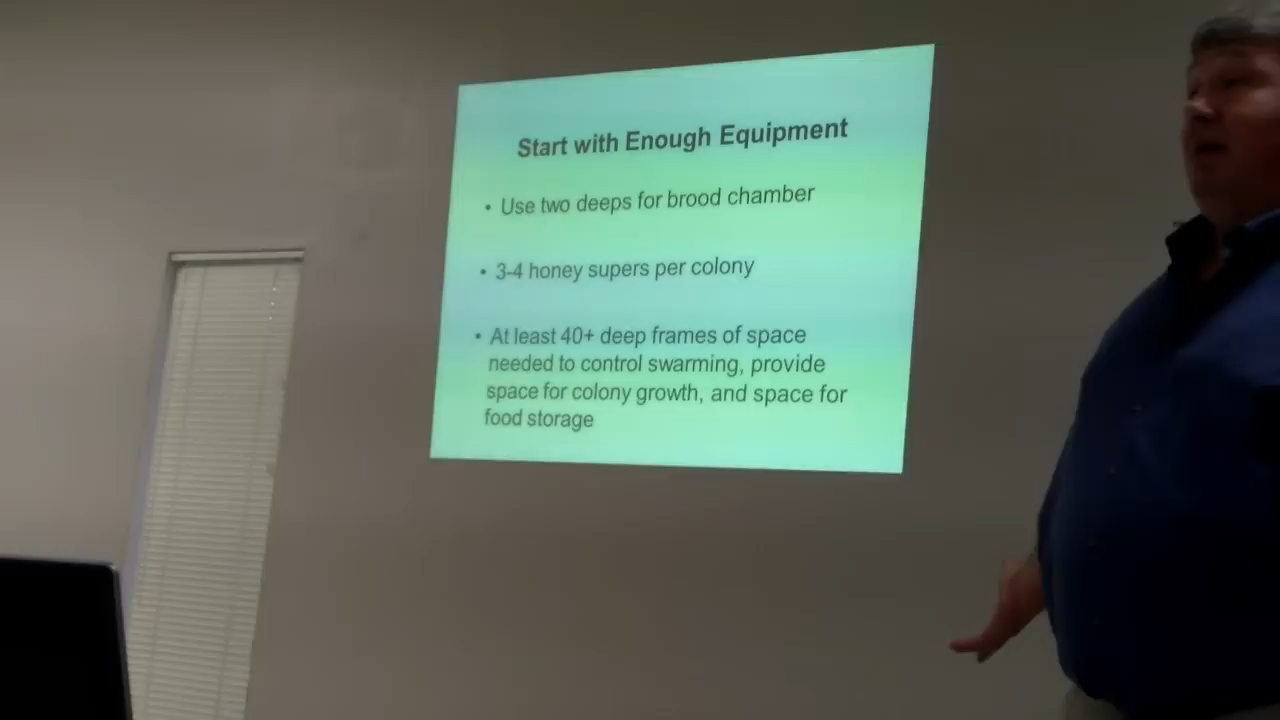 Start with Enough Equipment
• Use two deeps for brood chamber
• 3-4 honey supers per colony
• At least 40+ deep frames of space
needed to control swarming, provide
space for colony growth, and space for
food storage